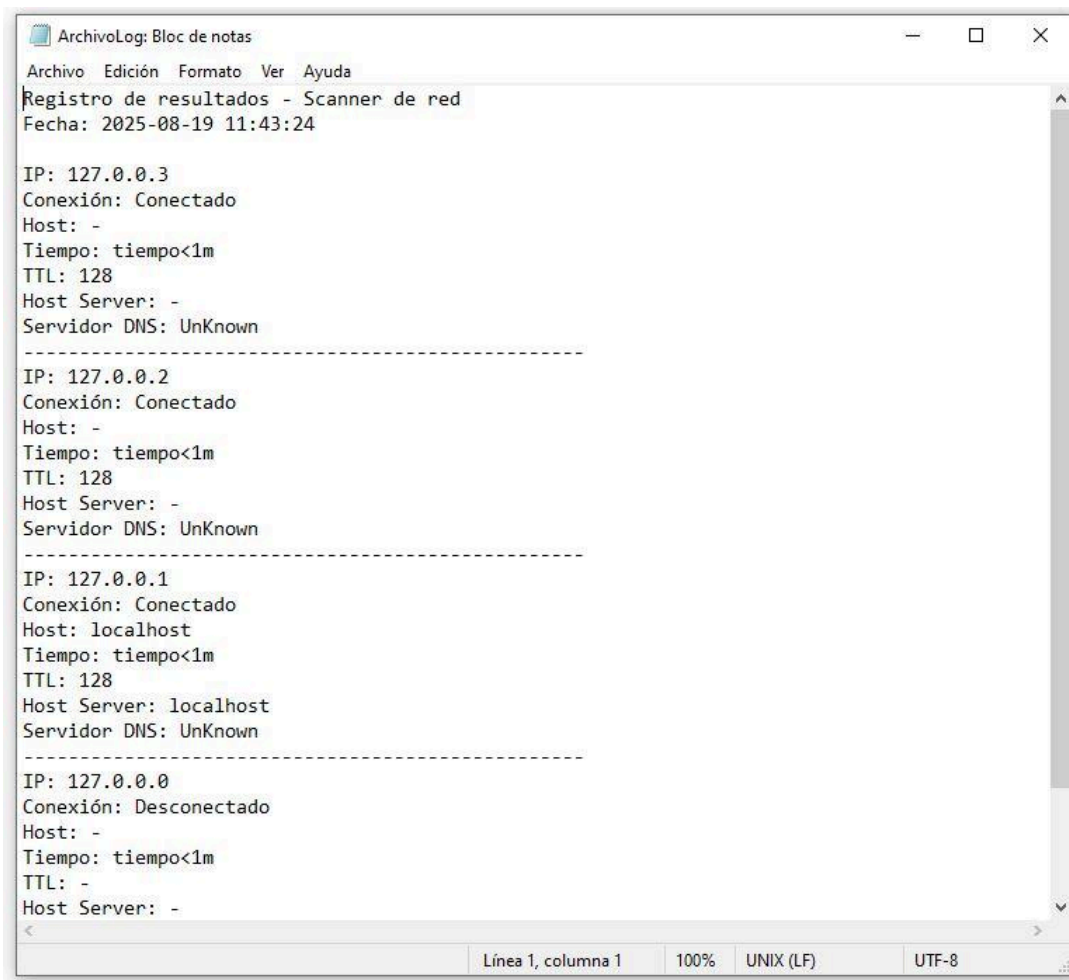 ArchivoLog: Bloc de notas
Archivo Edición Formato Ver Ayuda
Registro de resultados - Scanner de red
Fecha: 2025-08-19 11:43:24
IP: 127.0.0.3
Conexión: Conectado
Host: -
Tiempo: tiempo<1m
TTL: 128
Host Server: -
Servidor DNS: UnKnown
--------------------------------------------------
IP: 127.0.0.2
Conexión: Conectado
Host: -
Tiempo: tiempo<1m
TTL: 128
Host Server: -
Servidor DNS: UnKnown
--------------------------------------------------
IP: 127.0.0.1
Conexión: Conectado
Host: localhost
Tiempo: tiempo<1m
TTL: 128
Host Server: localhost
Servidor DNS: UnKnown
--------------------------------------------------
IP: 127.0.0.0
Conexión: Desconectado
Host: -
Tiempo: tiempo<1m
TTL: -
Host Server: -
Línea 1, columna 1 100% UNIX (LF) UTF-8